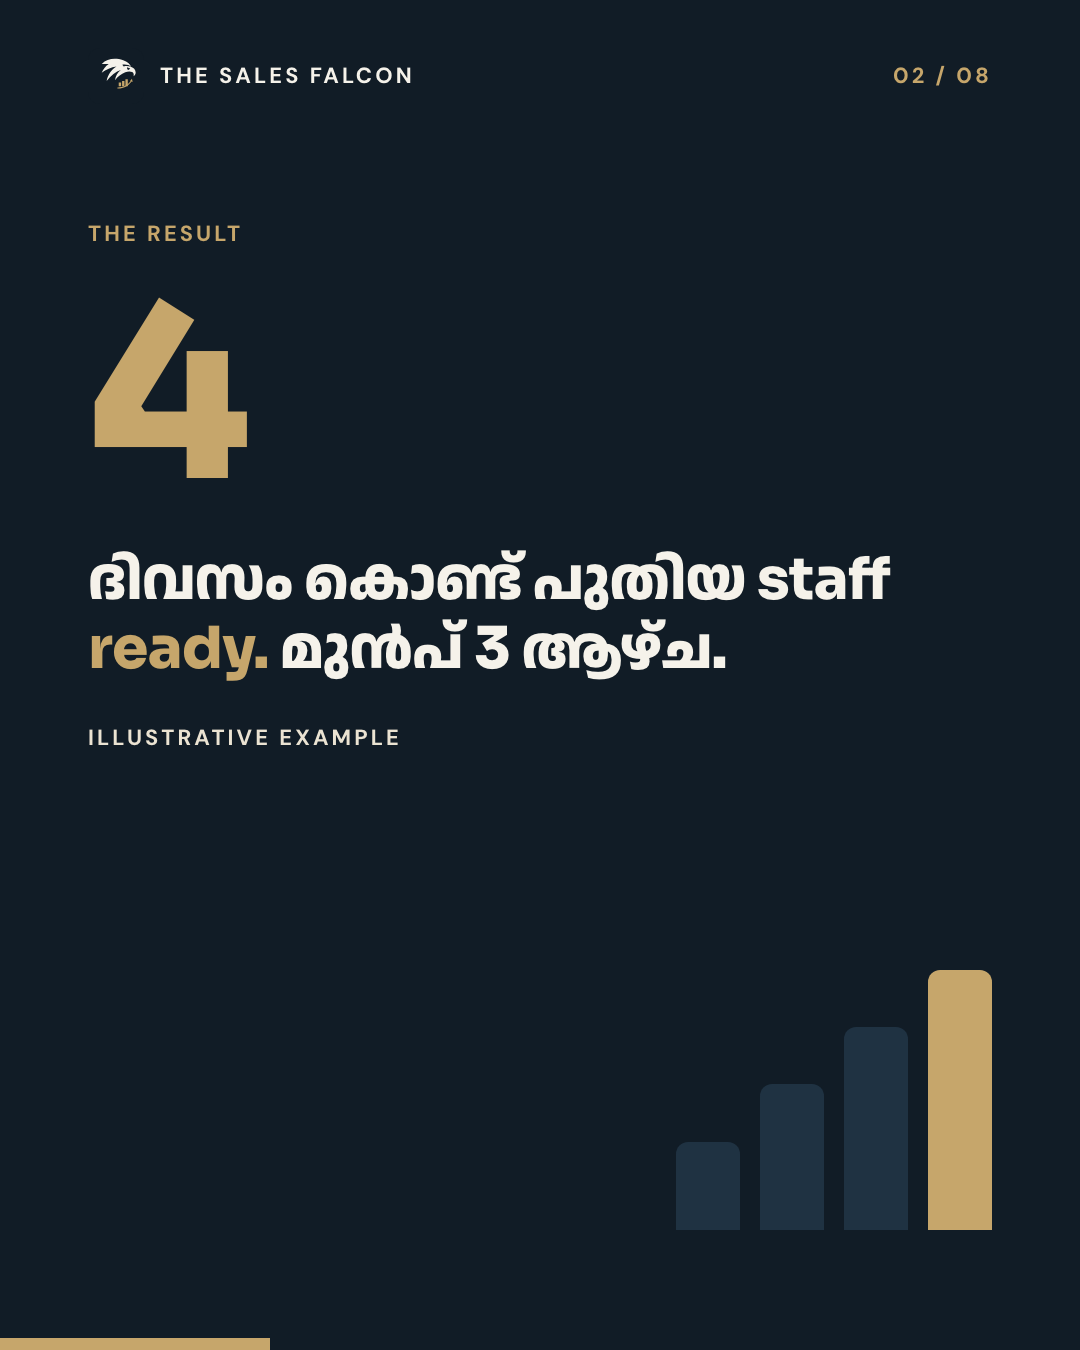 THE SALES FALCON
02 / 08
THE RESULT
4
ദിവസം കൊണ്ട് പുതിയ staff
ready. മുൻപ് 3 ആഴ്ച.
ILLUSTRATIVE EXAMPLE